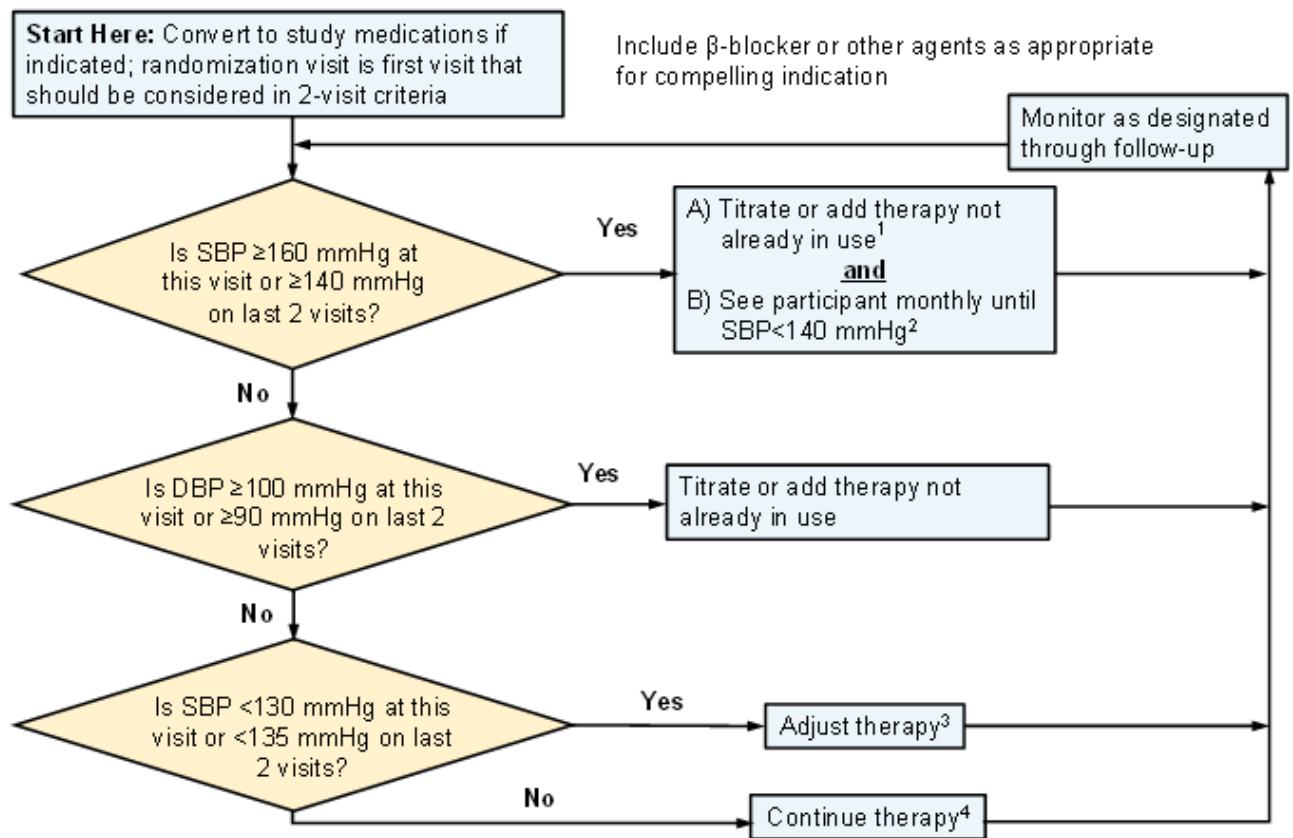 Start Here: Convert to study medications if
indicated; randomization visit is first visit that
should be considered in 2-visit criteria
Include β-blocker or other agents as appropriate
for compelling indication
Monitor as designated
through follow-up
Is SBP ≥160 mmHg at
this visit or ≥140 mmHg
on last 2 visits?
Yes
A) Titrate or add therapy not
already in use¹
and
B) See participant monthly until
SBP<140 mmHg²
No
Is DBP ≥100 mmHg at this
visit or ≥90 mmHg on last 2
visits?
Yes
Titrate or add therapy not
already in use
No
Is SBP <130 mmHg at this
visit or <135 mmHg on last
2 visits?
Yes
Adjust therapy³
No
Continue therapy⁴